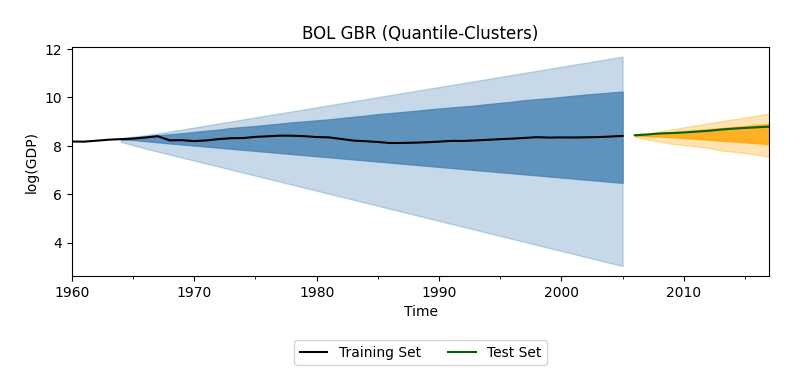 BOL GBR (Quantile-Clusters)
12
10
8
6
4
log(GDP)
1960 1970 1980 1990 2000 2010
Time
Training Set Test Set